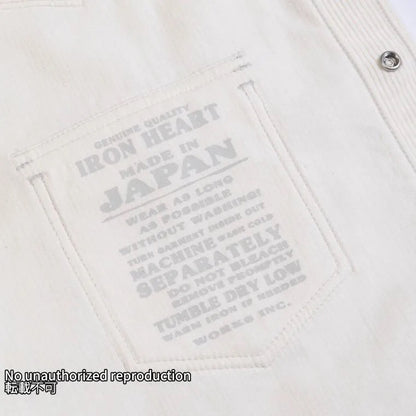 GENUINE QUALITY
IRON HEART
MADE IN
JAPAN
WEAR AS LONG
AS POSSIBLE
WITHOUT WASHING!
TURN GARMENT INSIDE OUT
MACHINE WASH COLD
SEPARATELY
DO NOT BLEACH
REMOVE PROMPTLY
TUMBLE DRY LOW
WARM IRON IF NEEDED
WORKS INC.
No unauthorized reproduction
転載不可